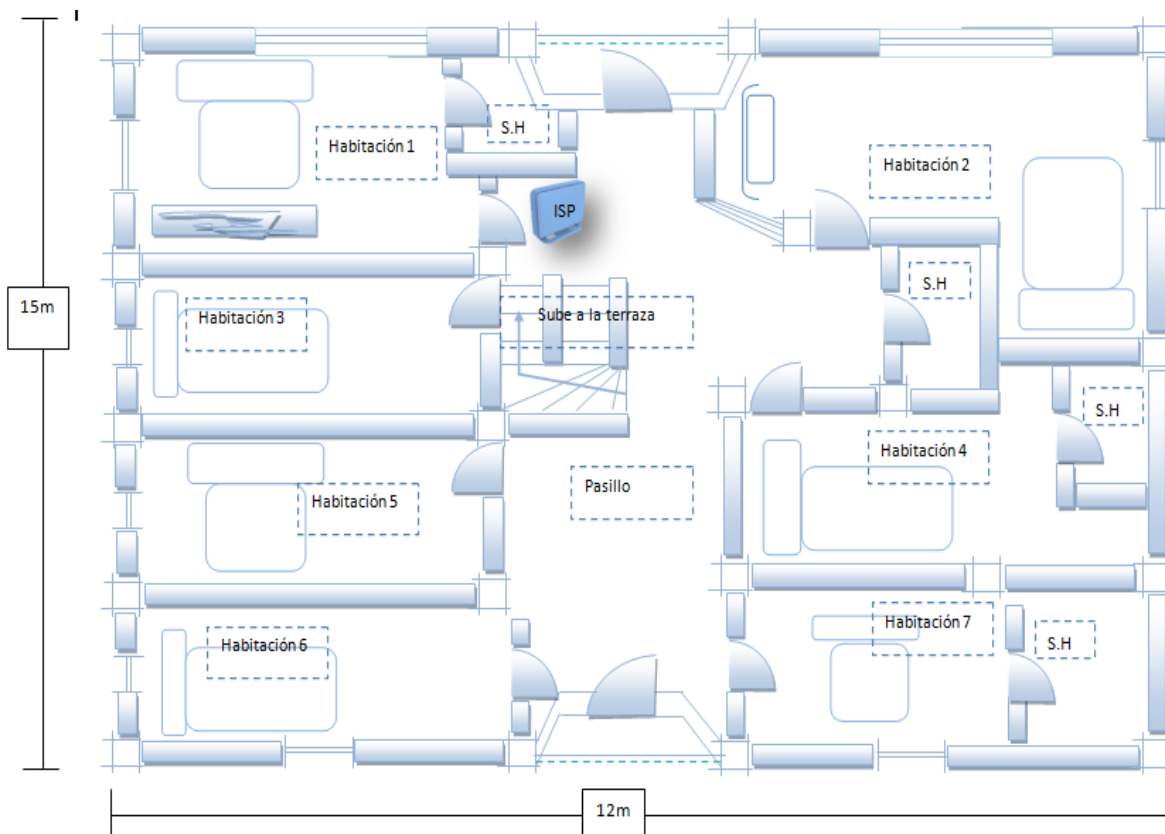 S.H
Habitación 1
Habitación 2
ISP
S.H
15m
Habitación 3
Sube a la terraza
S.H
Habitación 4
Pasillo
Habitación 5
Habitación 7
Habitación 6
S.H
12m